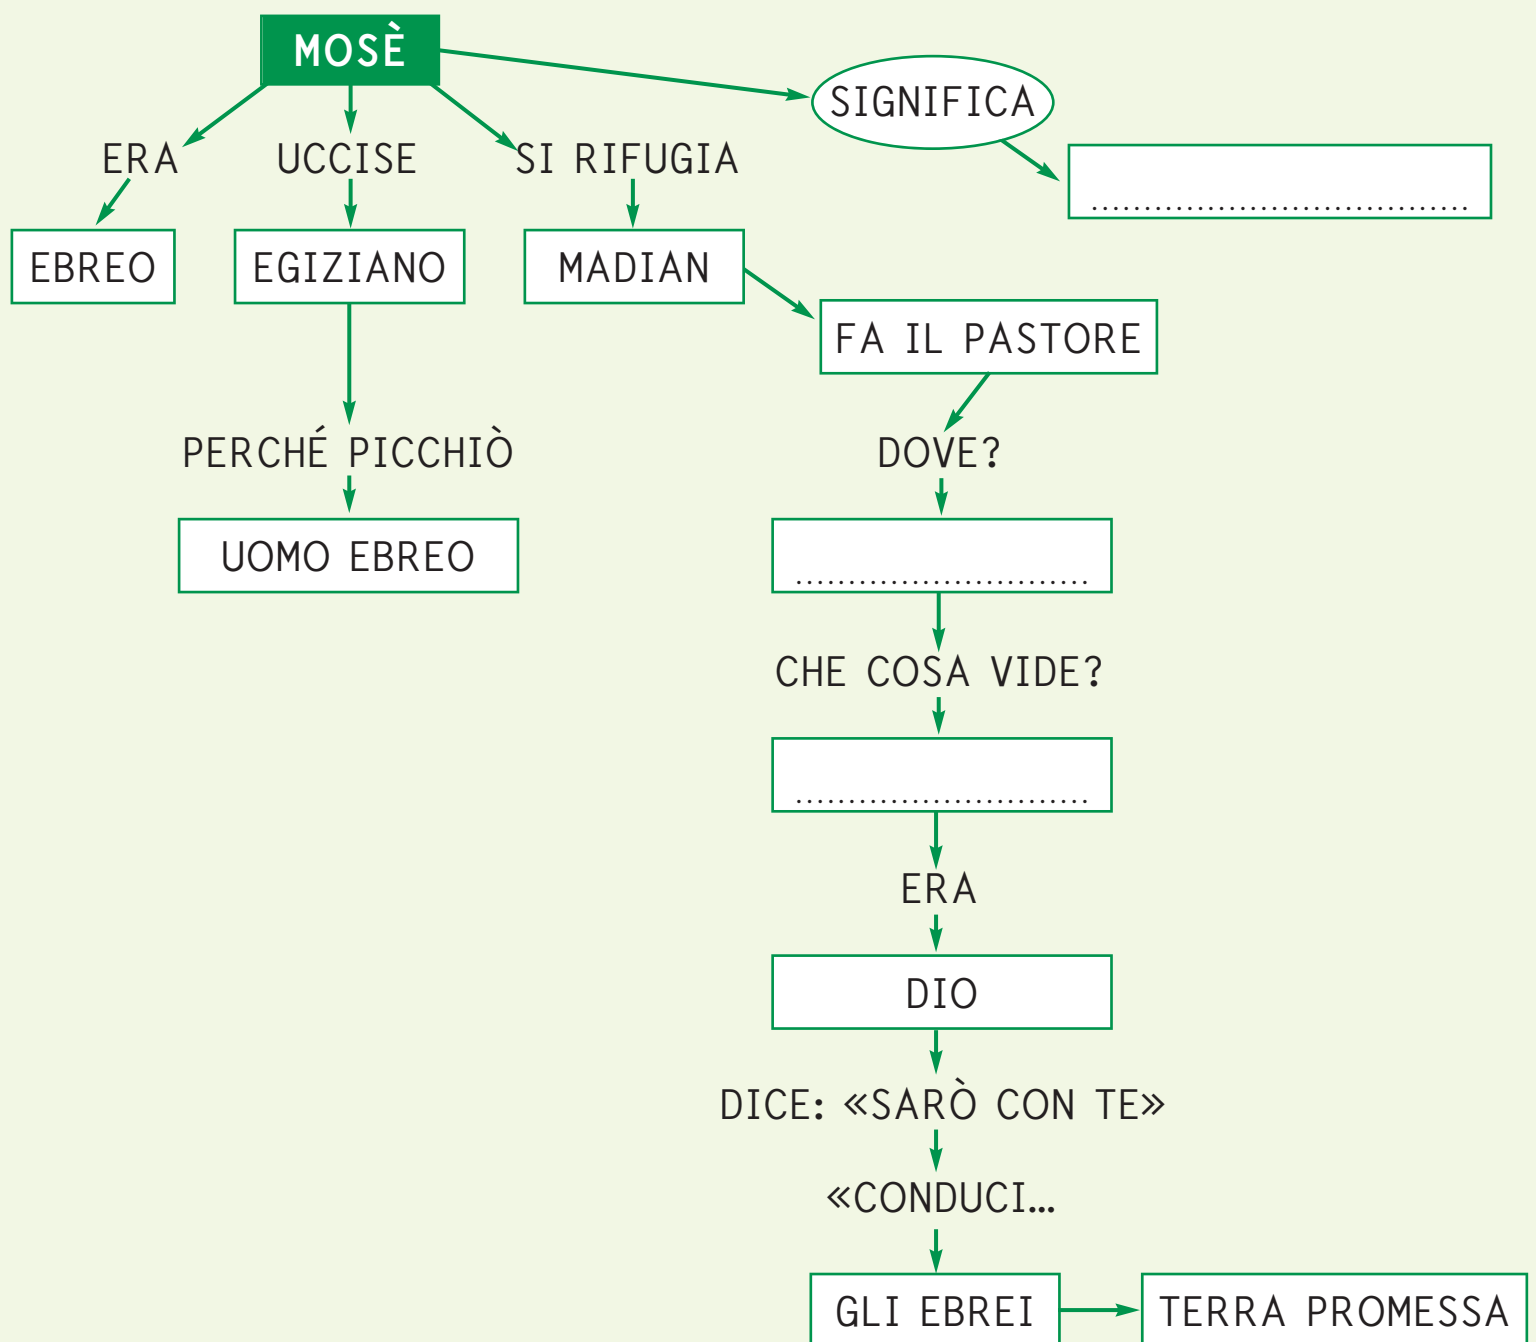 MOSÈ
SIGNIFICA
ERA
UCCISE
SI RIFUGIA
..................................
EBREO
EGIZIANO
MADIAN
FA IL PASTORE
PERCHÉ PICCHIÒ
DOVE?
UOMO EBREO
............................
CHE COSA VIDE?
............................
ERA
DIO
DICE: «SARÒ CON TE»
«CONDUCI...
GLI EBREI
TERRA PROMESSA